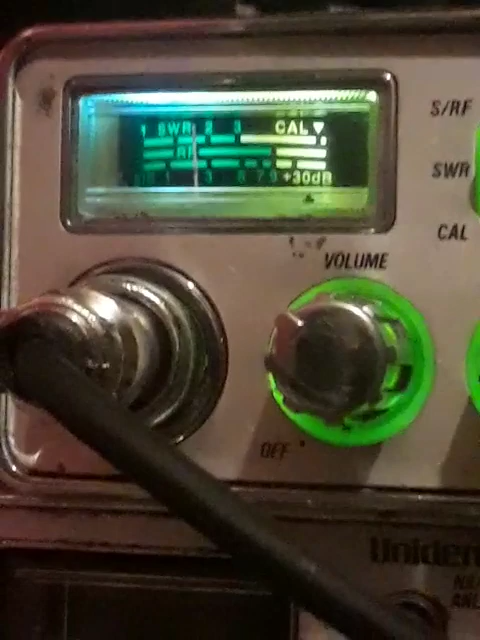 1 SWR 2 3 CAL
1 3 5 7 9 +30dB
S/RF
SWR
CAL
VOLUME
OFF
Uniden